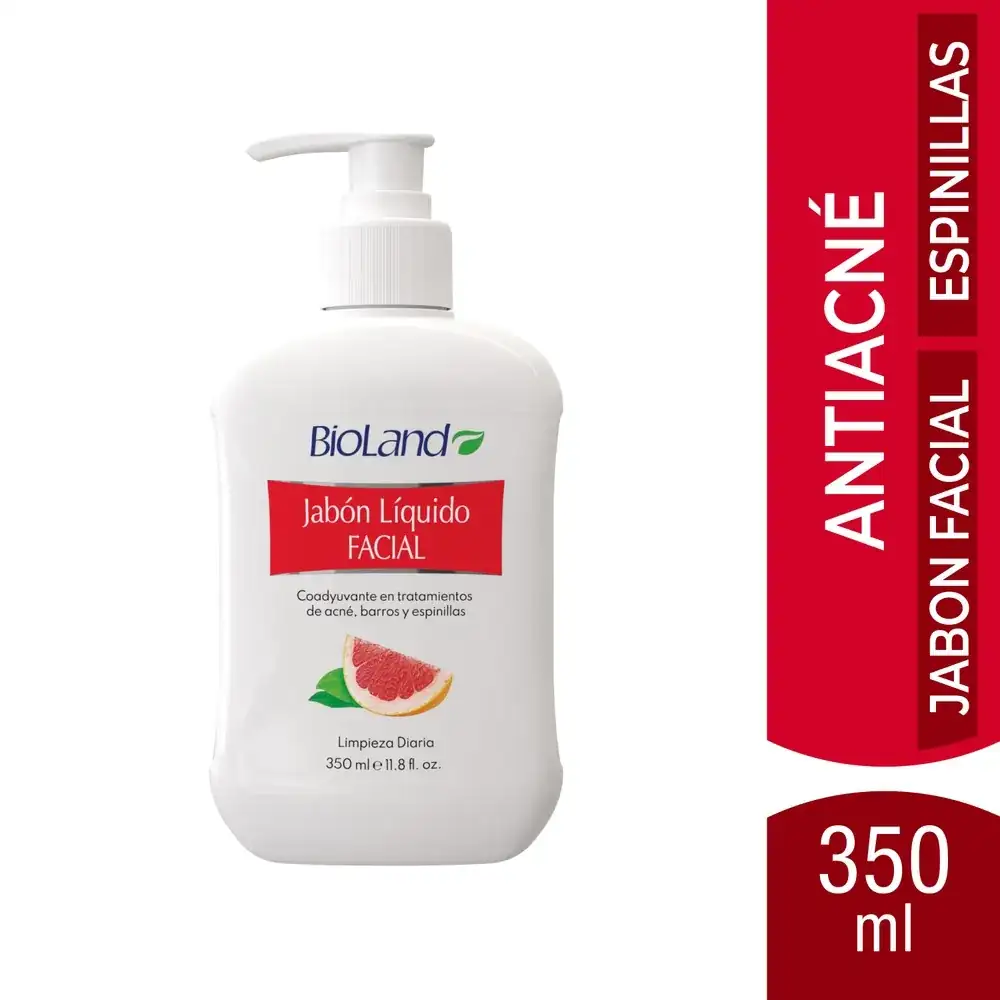 BioLand
Jabón Líquido
FACIAL
Coadyuvante en tratamientos
de acné, barros y espinillas
Limpieza Diaria
350 ml e 11.8 fl. oz.
ANTIACNÉ
JABON FACIAL
ESPINILLAS
350
ml